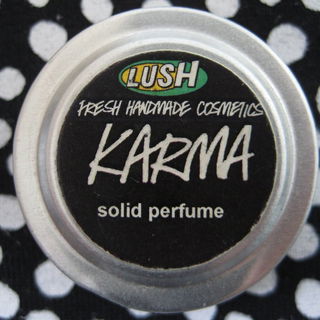 LUSH
FRESH HANDMADE COSMETICS
KARMA
solid perfume